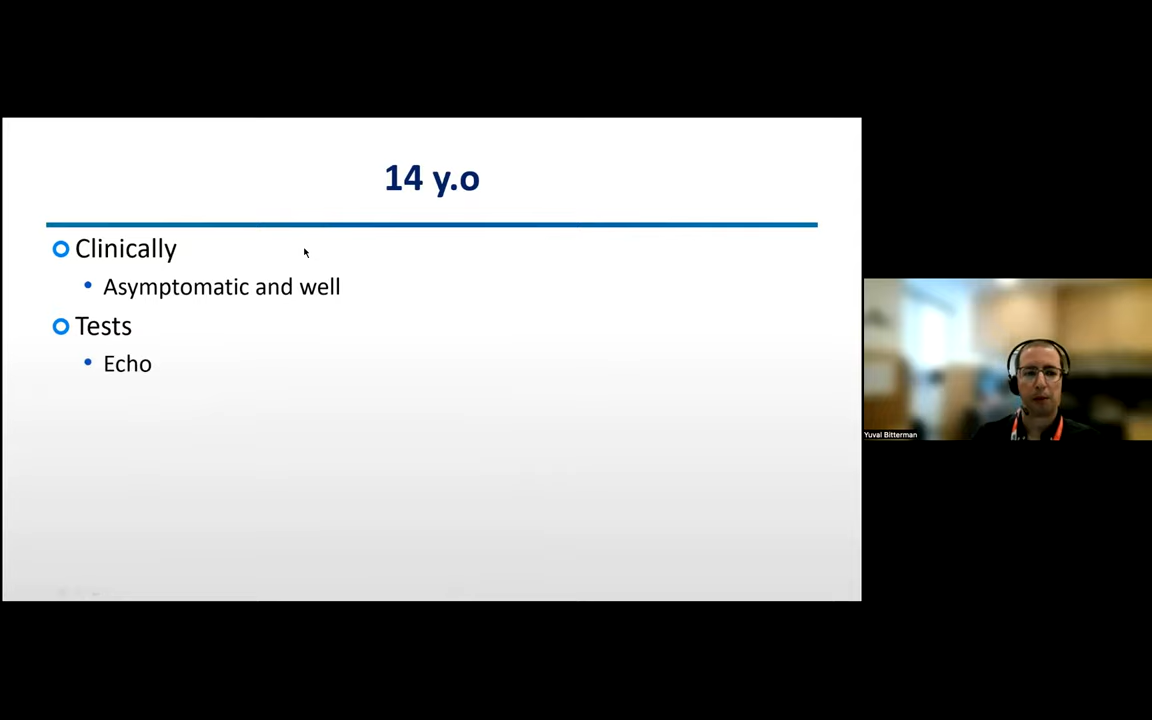 14 y.o
Clinically
Asymptomatic and well
Tests
Echo
Yuval Bitterman